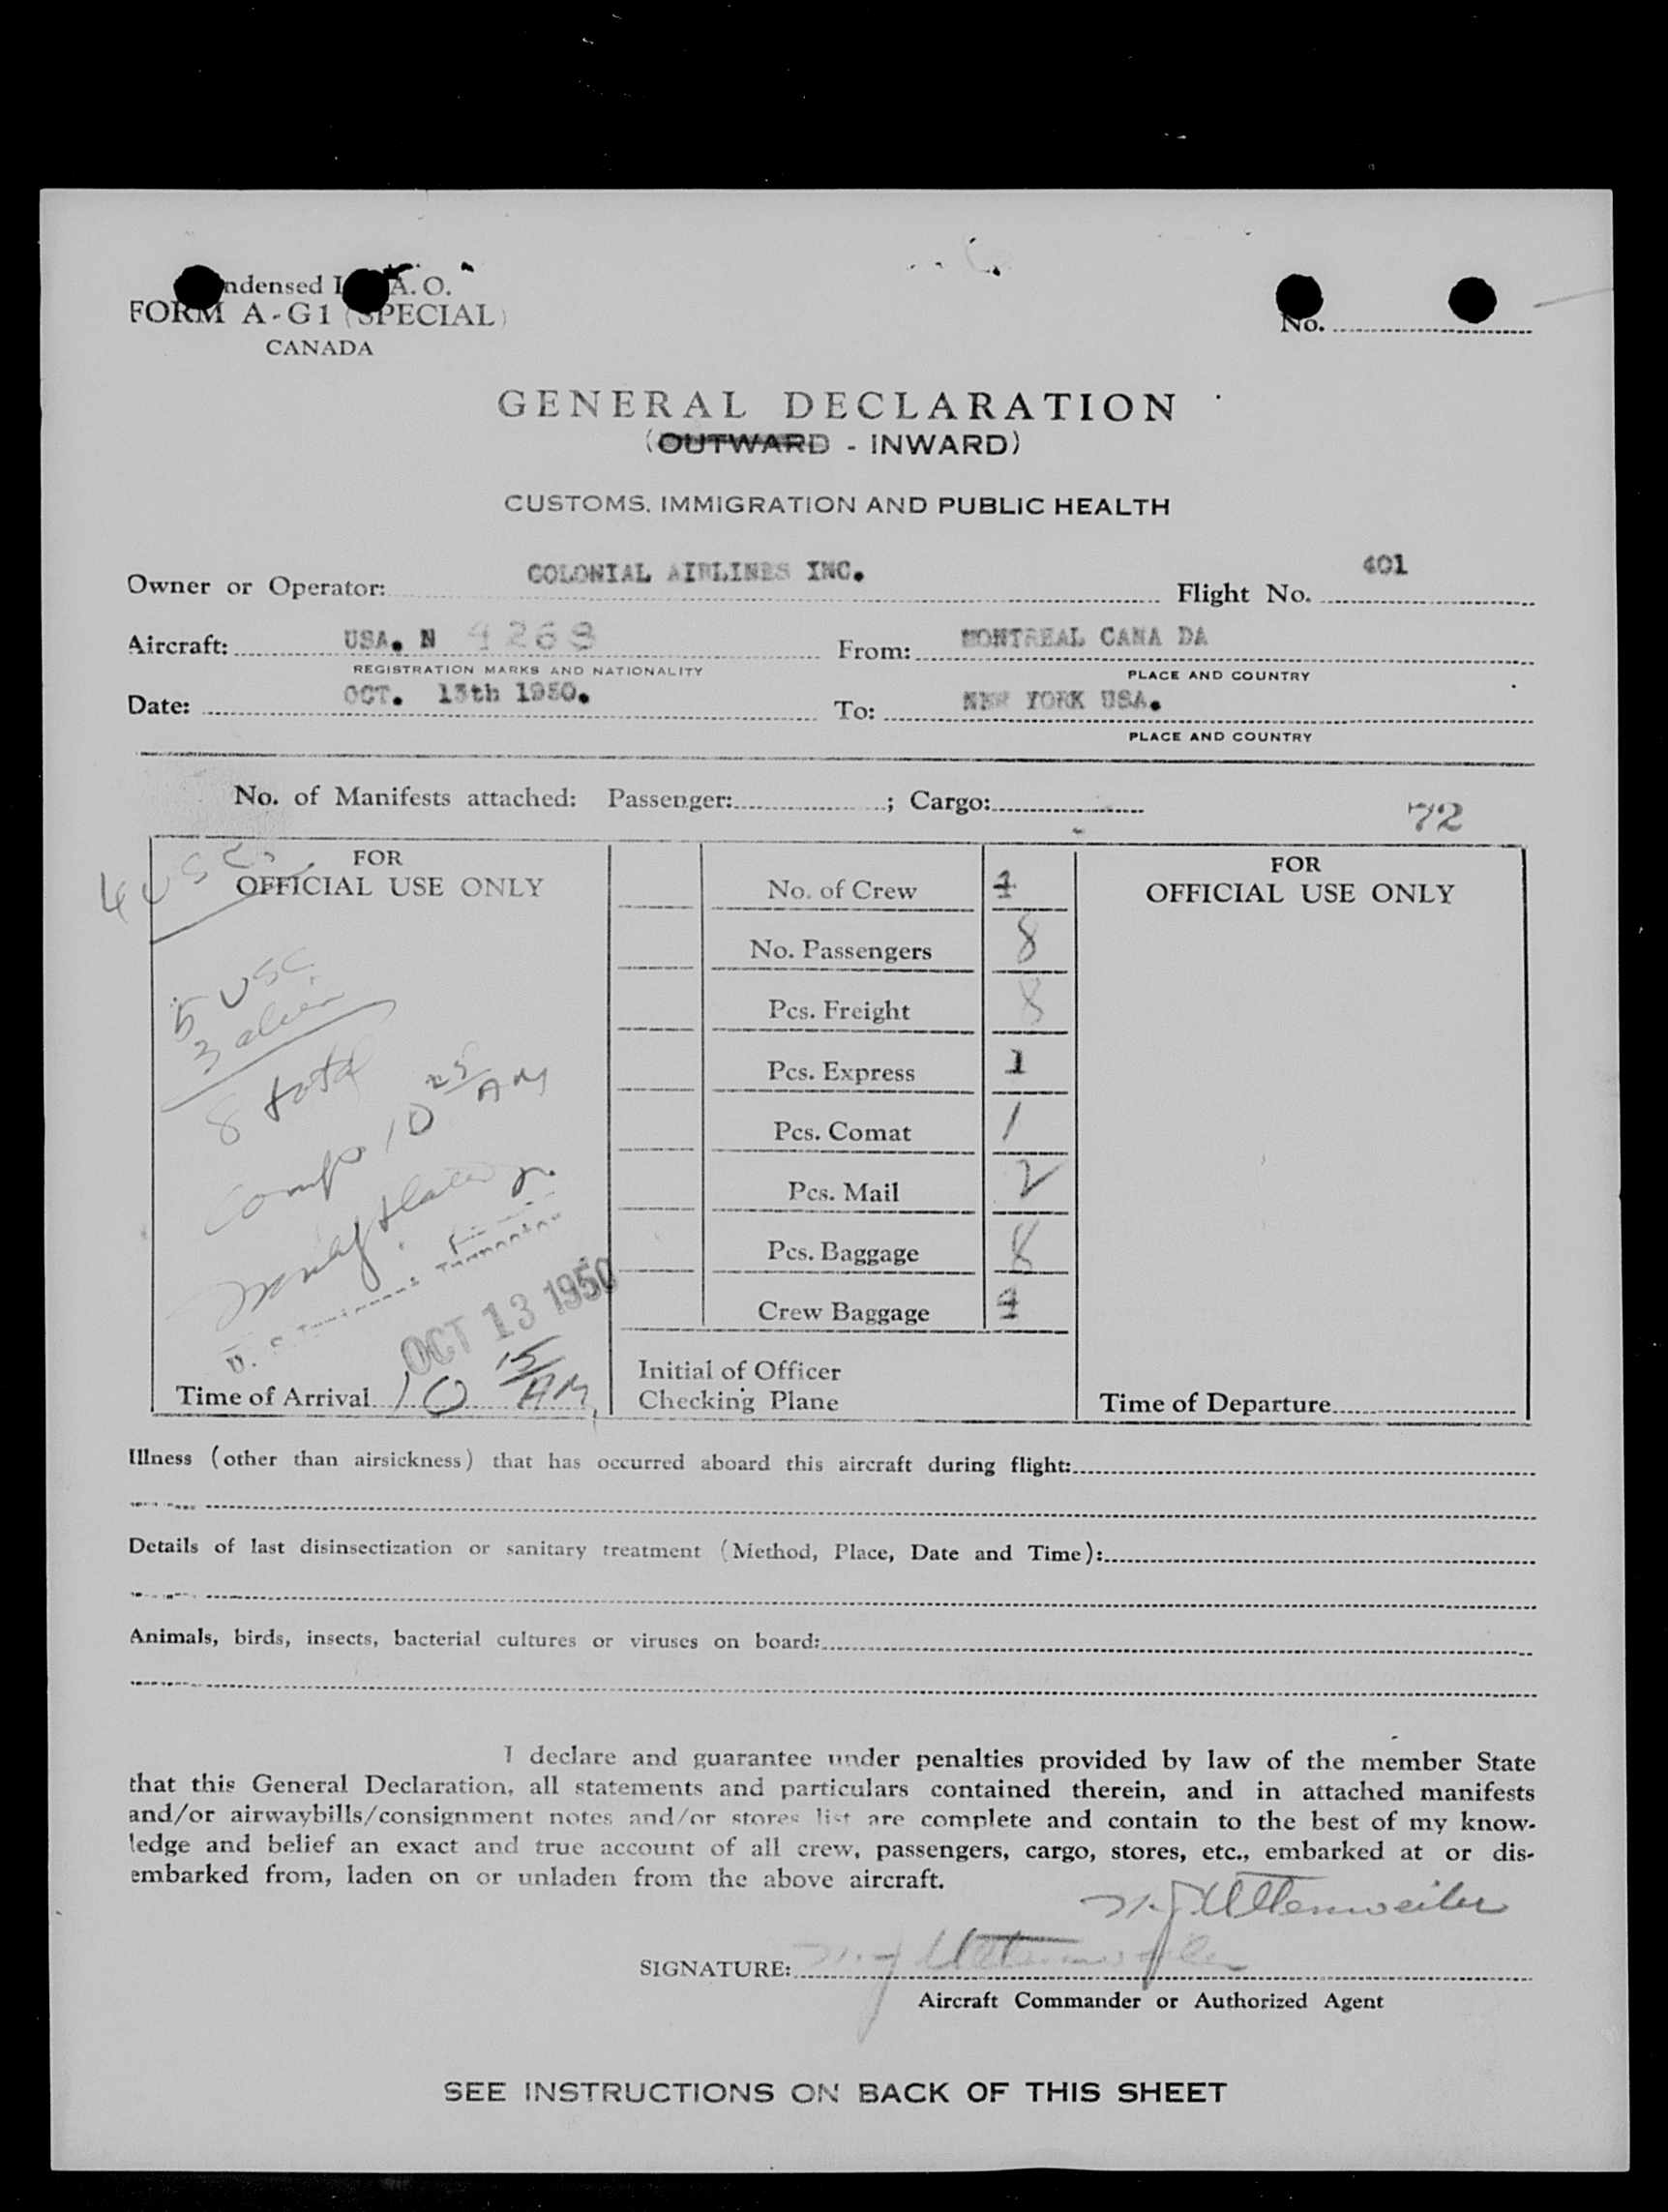 ndensed I A.O.
FORM A-G1 (SPECIAL)
CANADA
No.
GENERAL DECLARATION
(OUTWARD - INWARD)
CUSTOMS, IMMIGRATION AND PUBLIC HEALTH
Owner or Operator: COLONIAL AIRLINES INC. Flight No. 401
Aircraft: USA. N 4268 From: MONTREAL CANA DA
REGISTRATION MARKS AND NATIONALITY PLACE AND COUNTRY
Date: OCT. 13th 1950. To: NEW YORK USA.
PLACE AND COUNTRY
No. of Manifests attached: Passenger: ; Cargo:
72
FOR
OFFICIAL USE ONLY
4 USC
5 USC
3 alien
8 total
Comp 10 25 AM
OCT 13 1950
Time of Arrival 10 15 AM
No. of Crew 4
No. Passengers 8
Pcs. Freight 8
Pcs. Express 1
Pcs. Comat 1
Pcs. Mail 2
Pcs. Baggage 8
Crew Baggage 4
Initial of Officer
Checking Plane
FOR
OFFICIAL USE ONLY
Time of Departure
Illness (other than airsickness) that has occurred aboard this aircraft during flight:
Details of last disinsectization or sanitary treatment (Method, Place, Date and Time):
Animals, birds, insects, bacterial cultures or viruses on board:
I declare and guarantee under penalties provided by law of the member State
that this General Declaration, all statements and particulars contained therein, and in attached manifests
and/or airwaybills/consignment notes and/or stores list are complete and contain to the best of my know-
ledge and belief an exact and true account of all crew, passengers, cargo, stores, etc., embarked at or dis-
embarked from, laden on or unladen from the above aircraft.
Uttenweiler
SIGNATURE: Uttenweiler
Aircraft Commander or Authorized Agent
SEE INSTRUCTIONS ON BACK OF THIS SHEET